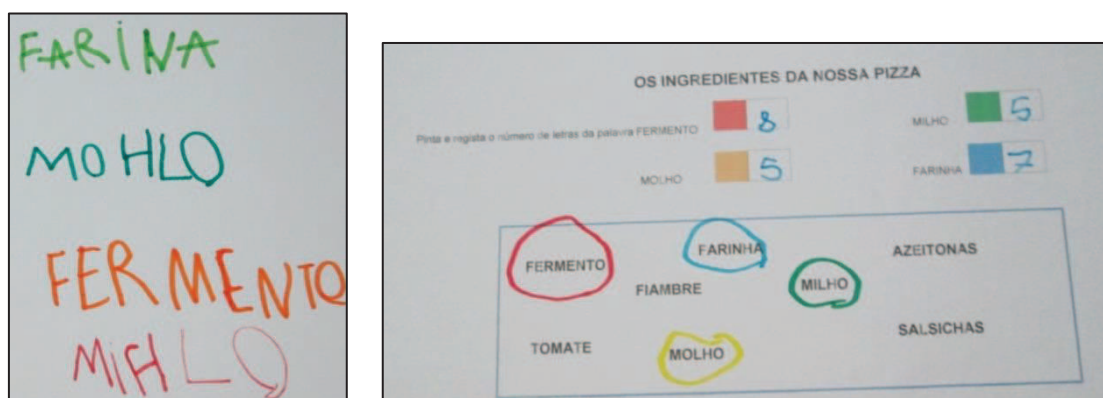 FARINA
MOHLO
FERMENTO
MIHLO
OS INGREDIENTES DA NOSSA PIZZA
Pinta e regista o número de letras da palavra FERMENTO 8
MILHO 5
MOLHO 5
FARINHA 7
FERMENTO
FARINHA
AZEITONAS
FIAMBRE
MILHO
TOMATE
MOLHO
SALSICHAS